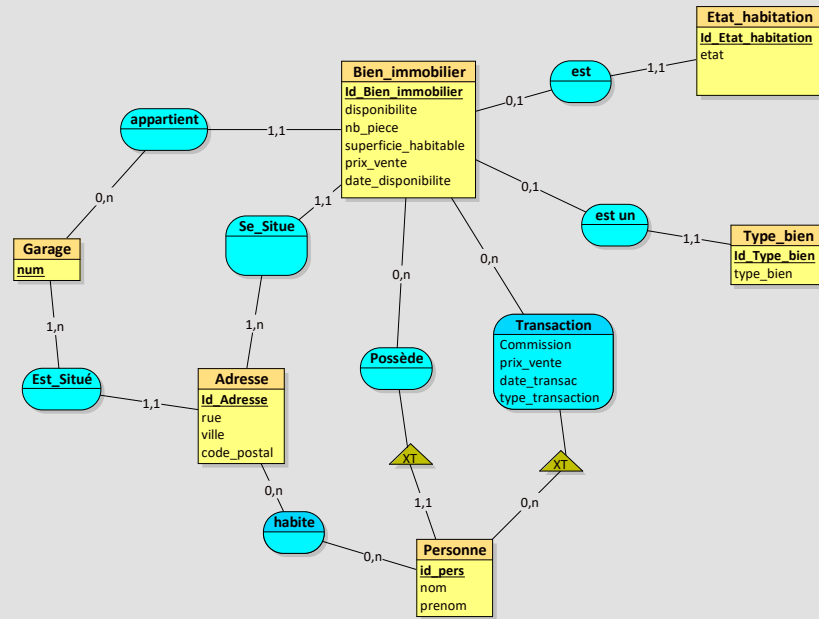 Etat_habitation
Id_Etat_habitation
etat
est
1,1
0,1
Bien_immobilier
Id_Bien_immobilier
disponibilite
nb_piece
superficie_habitable
prix_vente
date_disponibilite
appartient
1,1
0,n
0,1
est un
1,1
Type_bien
Id_Type_bien
type_bien
1,1
Se_Situe
Garage
num
0,n
0,n
1,n
1,n
Transaction
Commission
prix_vente
date_transac
type_transaction
Possède
Est_Situé
1,1
Adresse
Id_Adresse
rue
ville
code_postal
XT
XT
0,n
1,1
0,n
habite
0,n
Personne
id_pers
nom
prenom